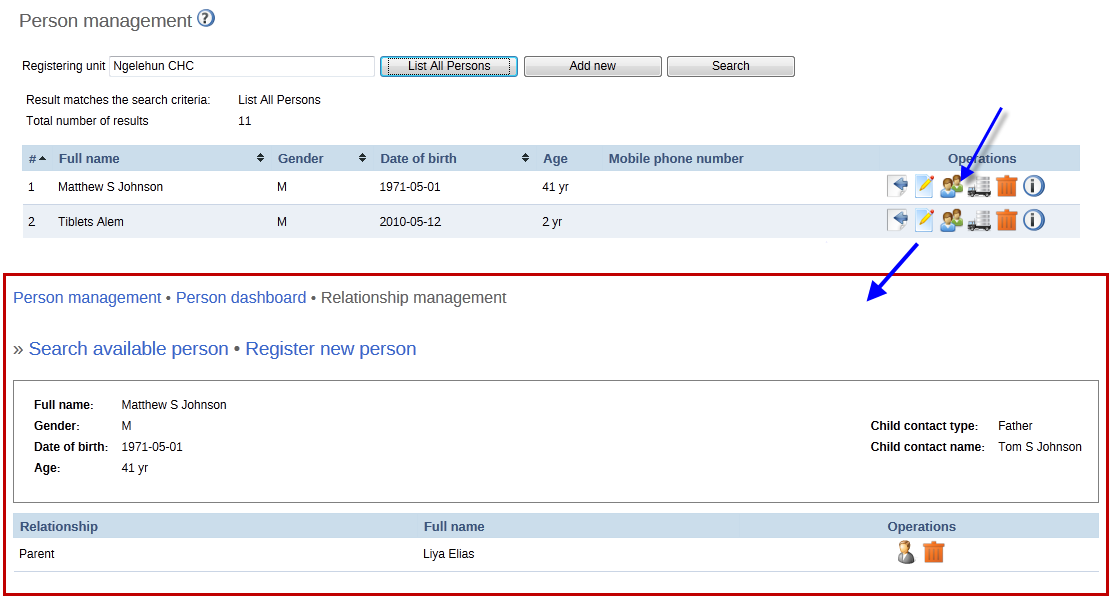 Person management ?
Registering unit Ngelehun CHC List All Persons Add new Search
Result matches the search criteria: List All Persons
Total number of results 11
# Full name Gender Date of birth Age Mobile phone number Operations
1 Matthew S Johnson M 1971-05-01 41 yr
2 Tiblets Alem M 2010-05-12 2 yr
Person management • Person dashboard • Relationship management
» Search available person • Register new person
Full name: Matthew S Johnson
Gender: M Child contact type: Father
Date of birth: 1971-05-01 Child contact name: Tom S Johnson
Age: 41 yr
Relationship Full name Operations
Parent Liya Elias